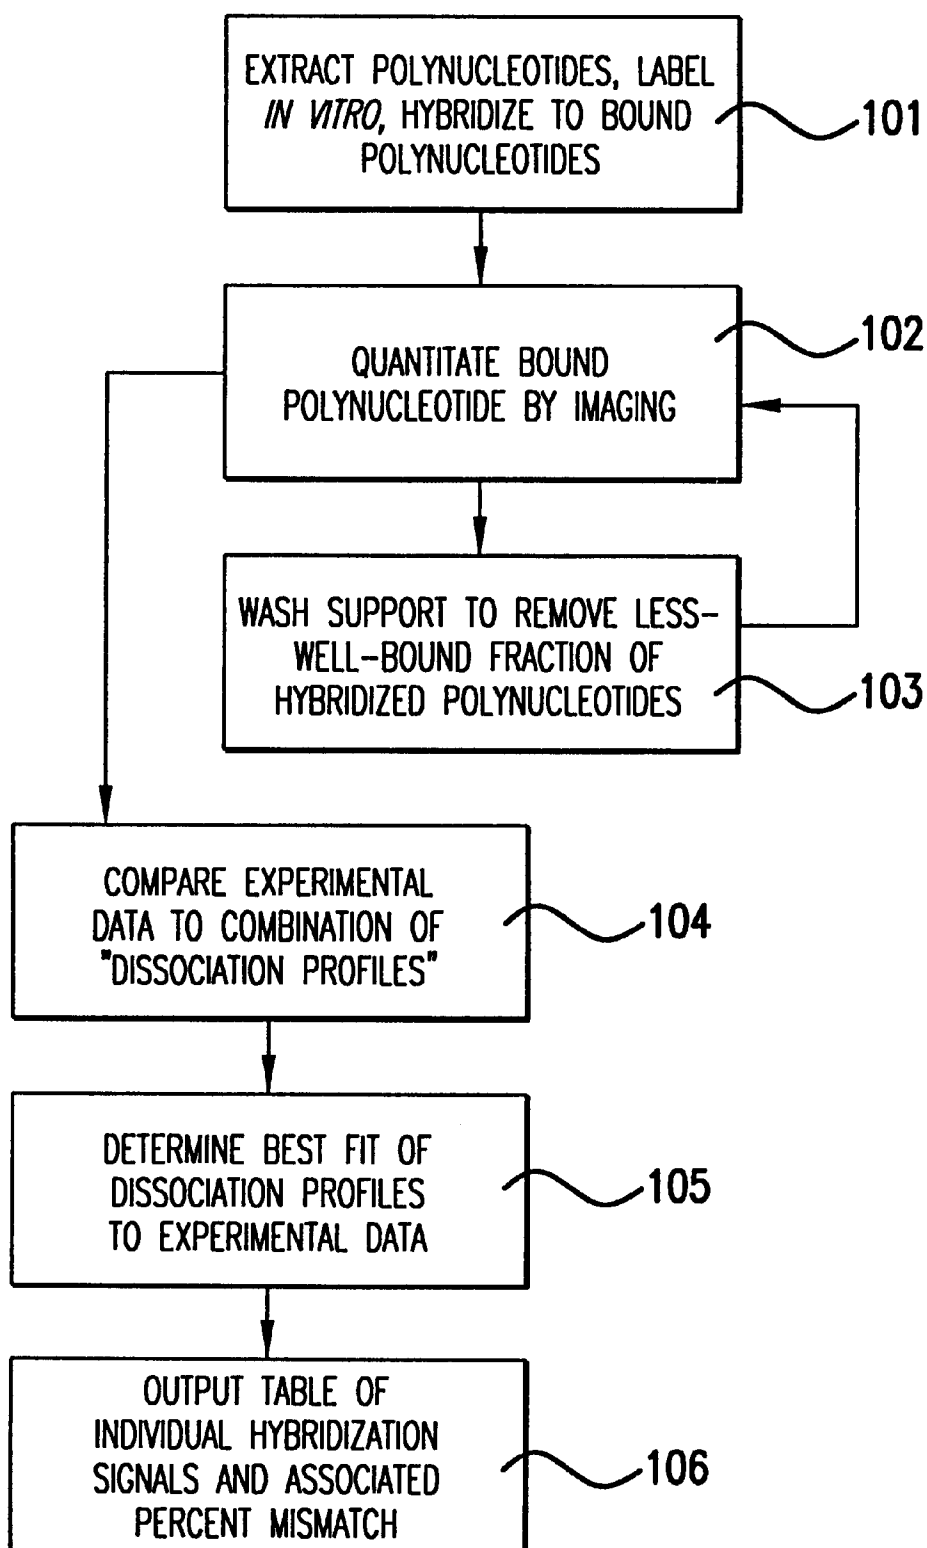 EXTRACT POLYNUCLEOTIDES, LABEL
IN VITRO, HYBRIDIZE TO BOUND
POLYNUCLEOTIDES
101
QUANTITATE BOUND
POLYNUCLEOTIDE BY IMAGING
102
WASH SUPPORT TO REMOVE LESS-
WELL-BOUND FRACTION OF
HYBRIDIZED POLYNUCLEOTIDES
103
COMPARE EXPERIMENTAL
DATA TO COMBINATION OF
"DISSOCIATION PROFILES"
104
DETERMINE BEST FIT OF
DISSOCIATION PROFILES
TO EXPERIMENTAL DATA
105
OUTPUT TABLE OF
INDIVIDUAL HYBRIDIZATION
SIGNALS AND ASSOCIATED
PERCENT MISMATCH
106